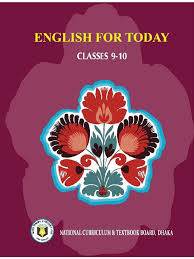 ENGLISH FOR TODAY
CLASSES 9-10
NATIONAL CURRICULUM & TEXTBOOK BOARD, DHAKA